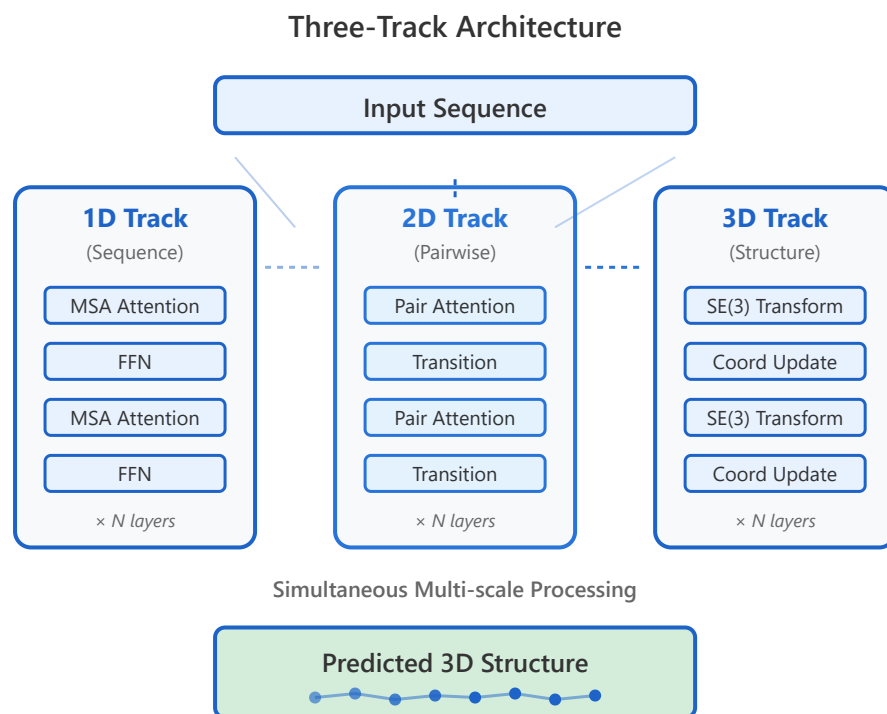 Three-Track Architecture
Input Sequence
1D Track
(Sequence)
MSA Attention
FFN
MSA Attention
FFN
× N layers
2D Track
(Pairwise)
Pair Attention
Transition
Pair Attention
Transition
× N layers
3D Track
(Structure)
SE(3) Transform
Coord Update
SE(3) Transform
Coord Update
× N layers
Simultaneous Multi-scale Processing
Predicted 3D Structure